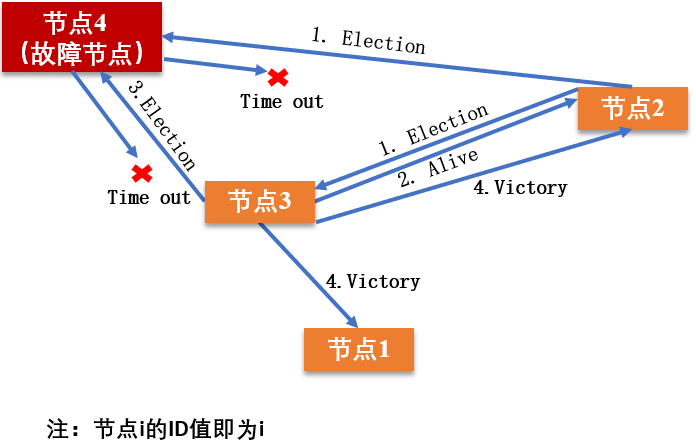 节点4
（故障节点）
1. Election
Time out
节点2
3.Election
1. Election
2. Alive
4.Victory
Time out
节点3
4.Victory
节点1
注：节点i的ID值即为i